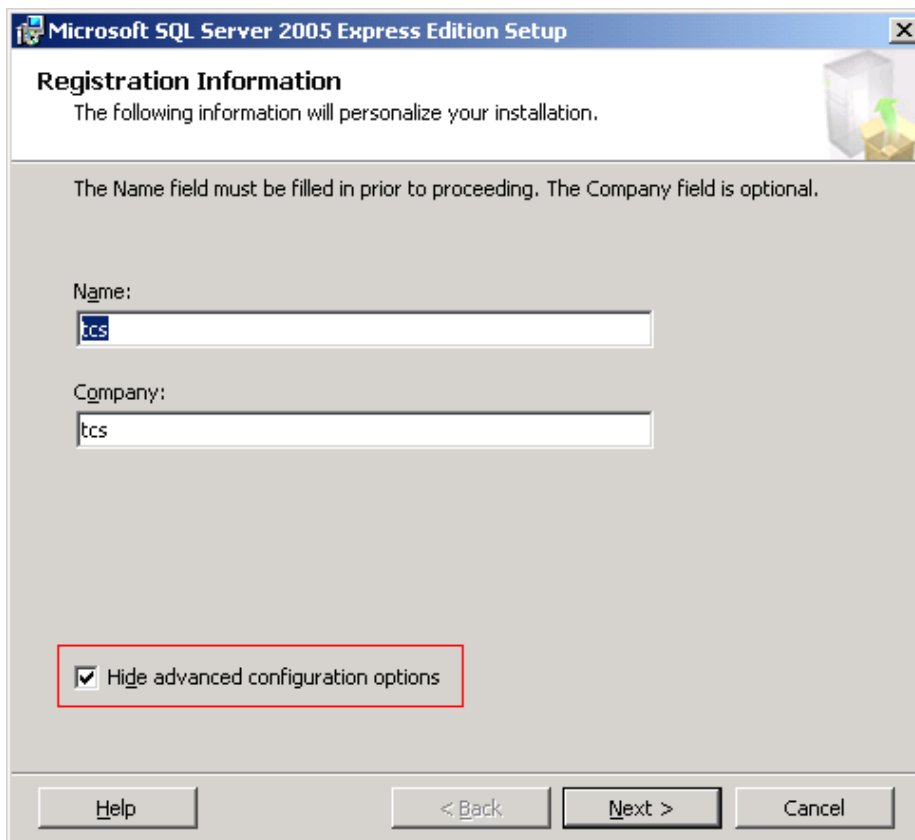 Microsoft SQL Server 2005 Express Edition Setup
Registration Information
The following information will personalize your installation.
The Name field must be filled in prior to proceeding. The Company field is optional.
Name:
tcs
Company:
tcs
Hide advanced configuration options
Help
< Back
Next >
Cancel